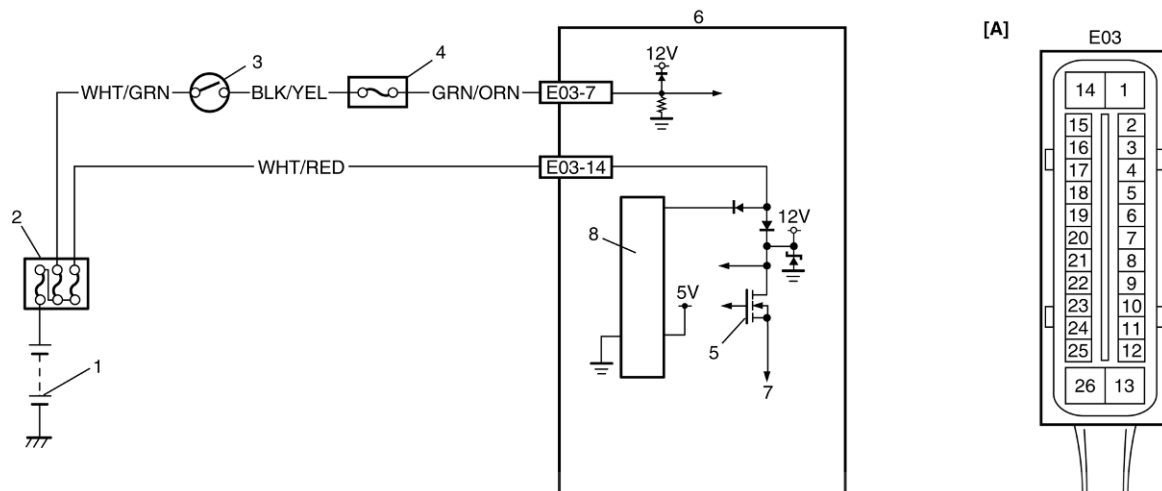 6
[A]
E03
12V
3
4
WHT/GRN
BLK/YEL
GRN/ORN
E03-7
WHT/RED
E03-14
2
8
12V
5V
5
7
1
14 1
15 2
16 3
17 4
18 5
19 6
20 7
21 8
22 9
23 10
24 11
25 12
26 13